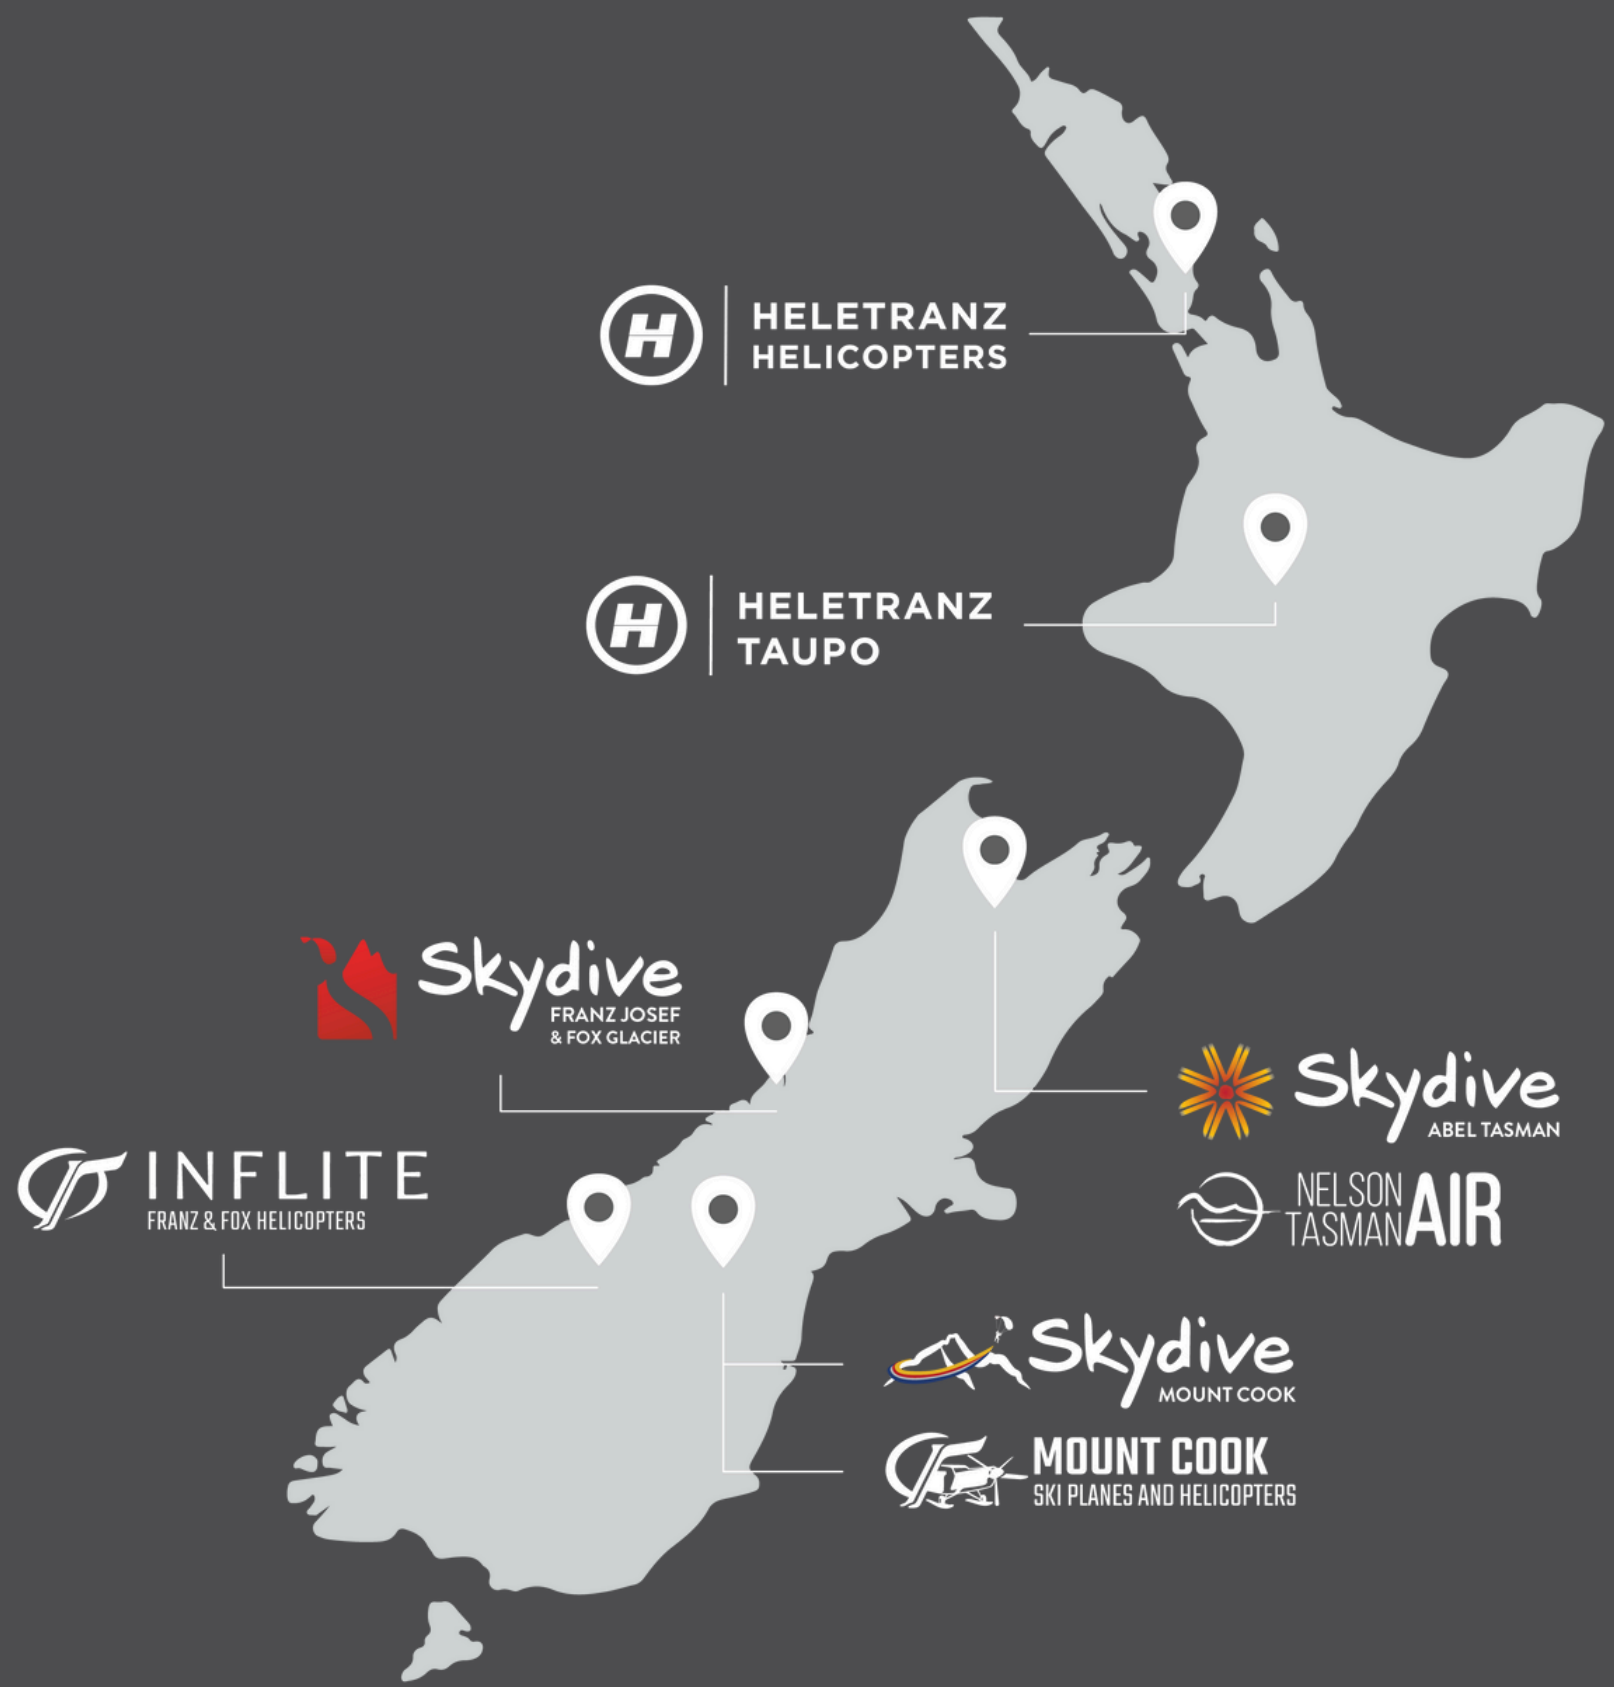 HELETRANZ
HELICOPTERS
HELETRANZ
TAUPO
Skydive
FRANZ JOSEF
& FOX GLACIER
Skydive
ABEL TASMAN
INFLITE
FRANZ & FOX HELICOPTERS
NELSON
TASMAN AIR
Skydive
MOUNT COOK
MOUNT COOK
SKI PLANES AND HELICOPTERS